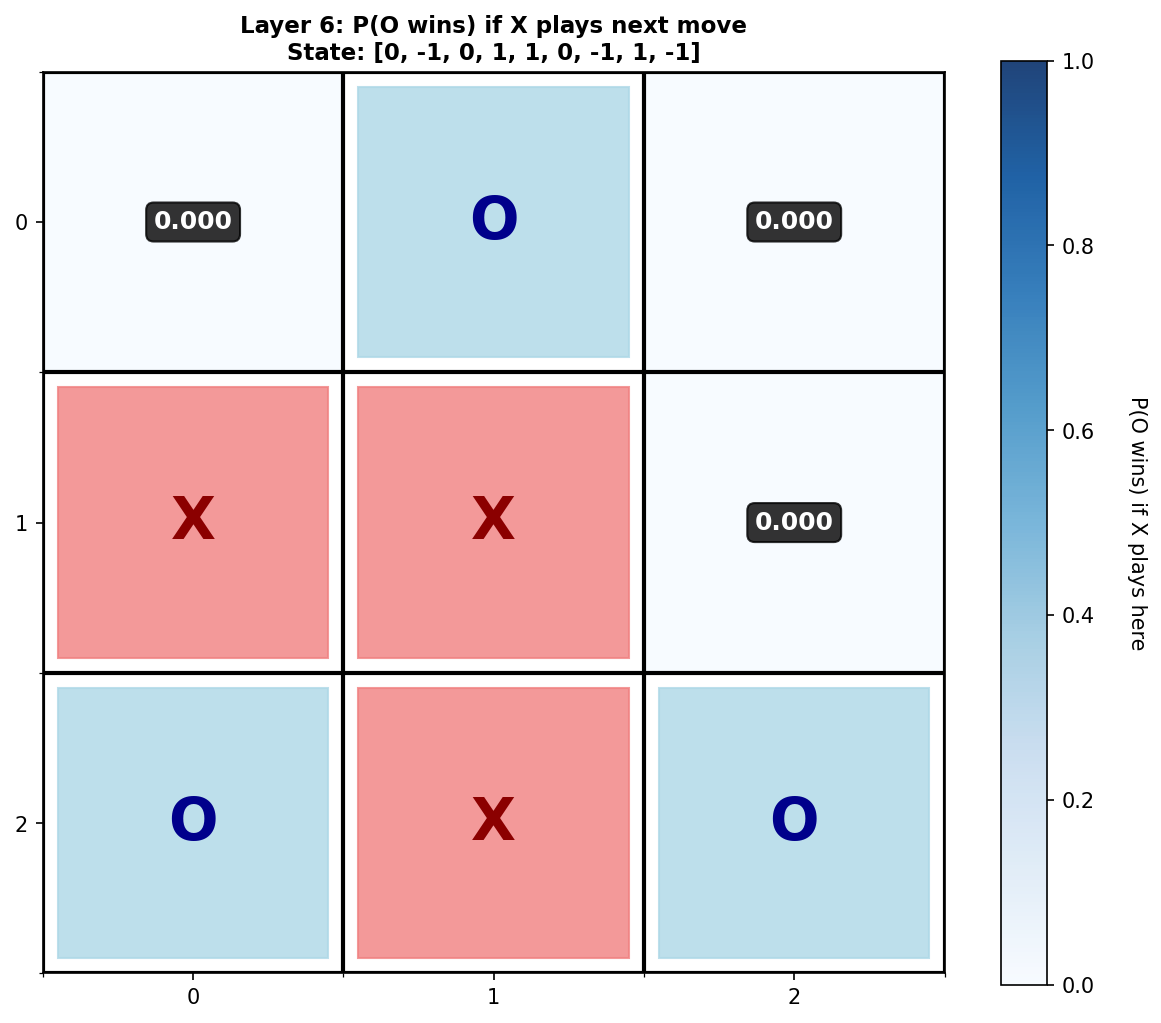 Layer 6: P(O wins) if X plays next move
State: [0, -1, 0, 1, 1, 0, -1, 1, -1]
0.000
O
0.000
X
X
0.000
O
X
O
0
1
2
0
1
2
1.0
0.8
0.6
0.4
0.2
0.0
P(O wins) if X plays here